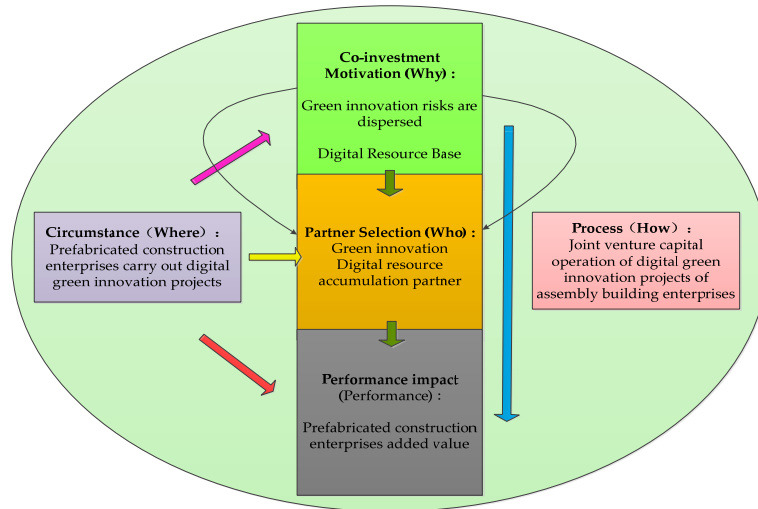 Co-investment
Motivation (Why) :
Green innovation risks are
dispersed
Digital Resource Base
Circumstance（Where）:
Prefabricated construction
enterprises carry out digital
green innovation projects
Partner Selection (Who) :
Green innovation
Digital resource
accumulation partner
Process（How）:
Joint venture capital
operation of digital green
innovation projects of
assembly building enterprises
Performance impact
(Performance) :
Prefabricated construction
enterprises added value